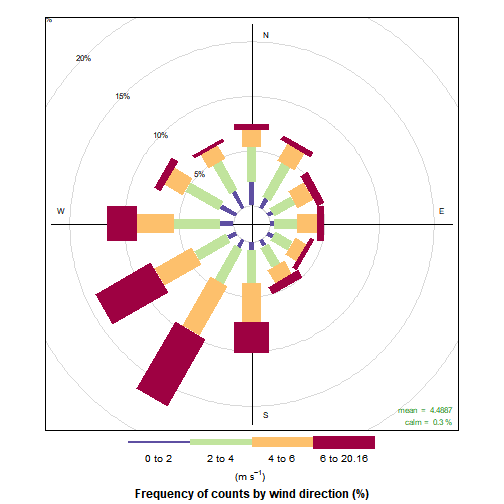 %
20%
N
15%
10%
5%
W
E
S
mean = 4.4887
calm = 0.3 %
0 to 2 2 to 4 4 to 6 6 to 20.16
(m s⁻¹)
Frequency of counts by wind direction (%)